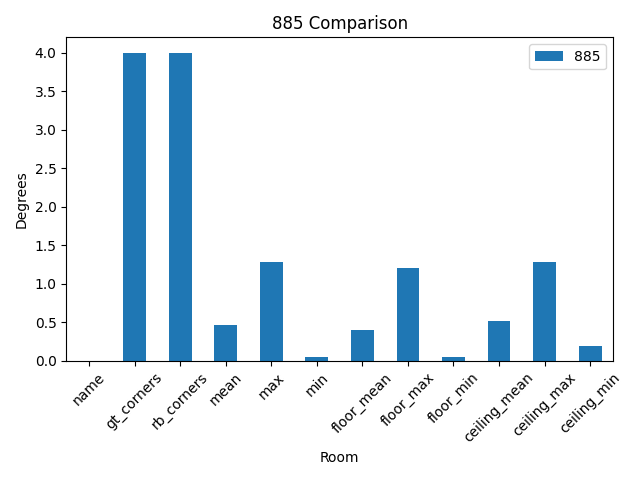 885 Comparison
885
Degrees
4.0
3.5
3.0
2.5
2.0
1.5
1.0
0.5
0.0
name
gt_corners
rb_corners
mean
max
min
floor_mean
floor_max
floor_min
ceiling_mean
ceiling_max
ceiling_min
Room